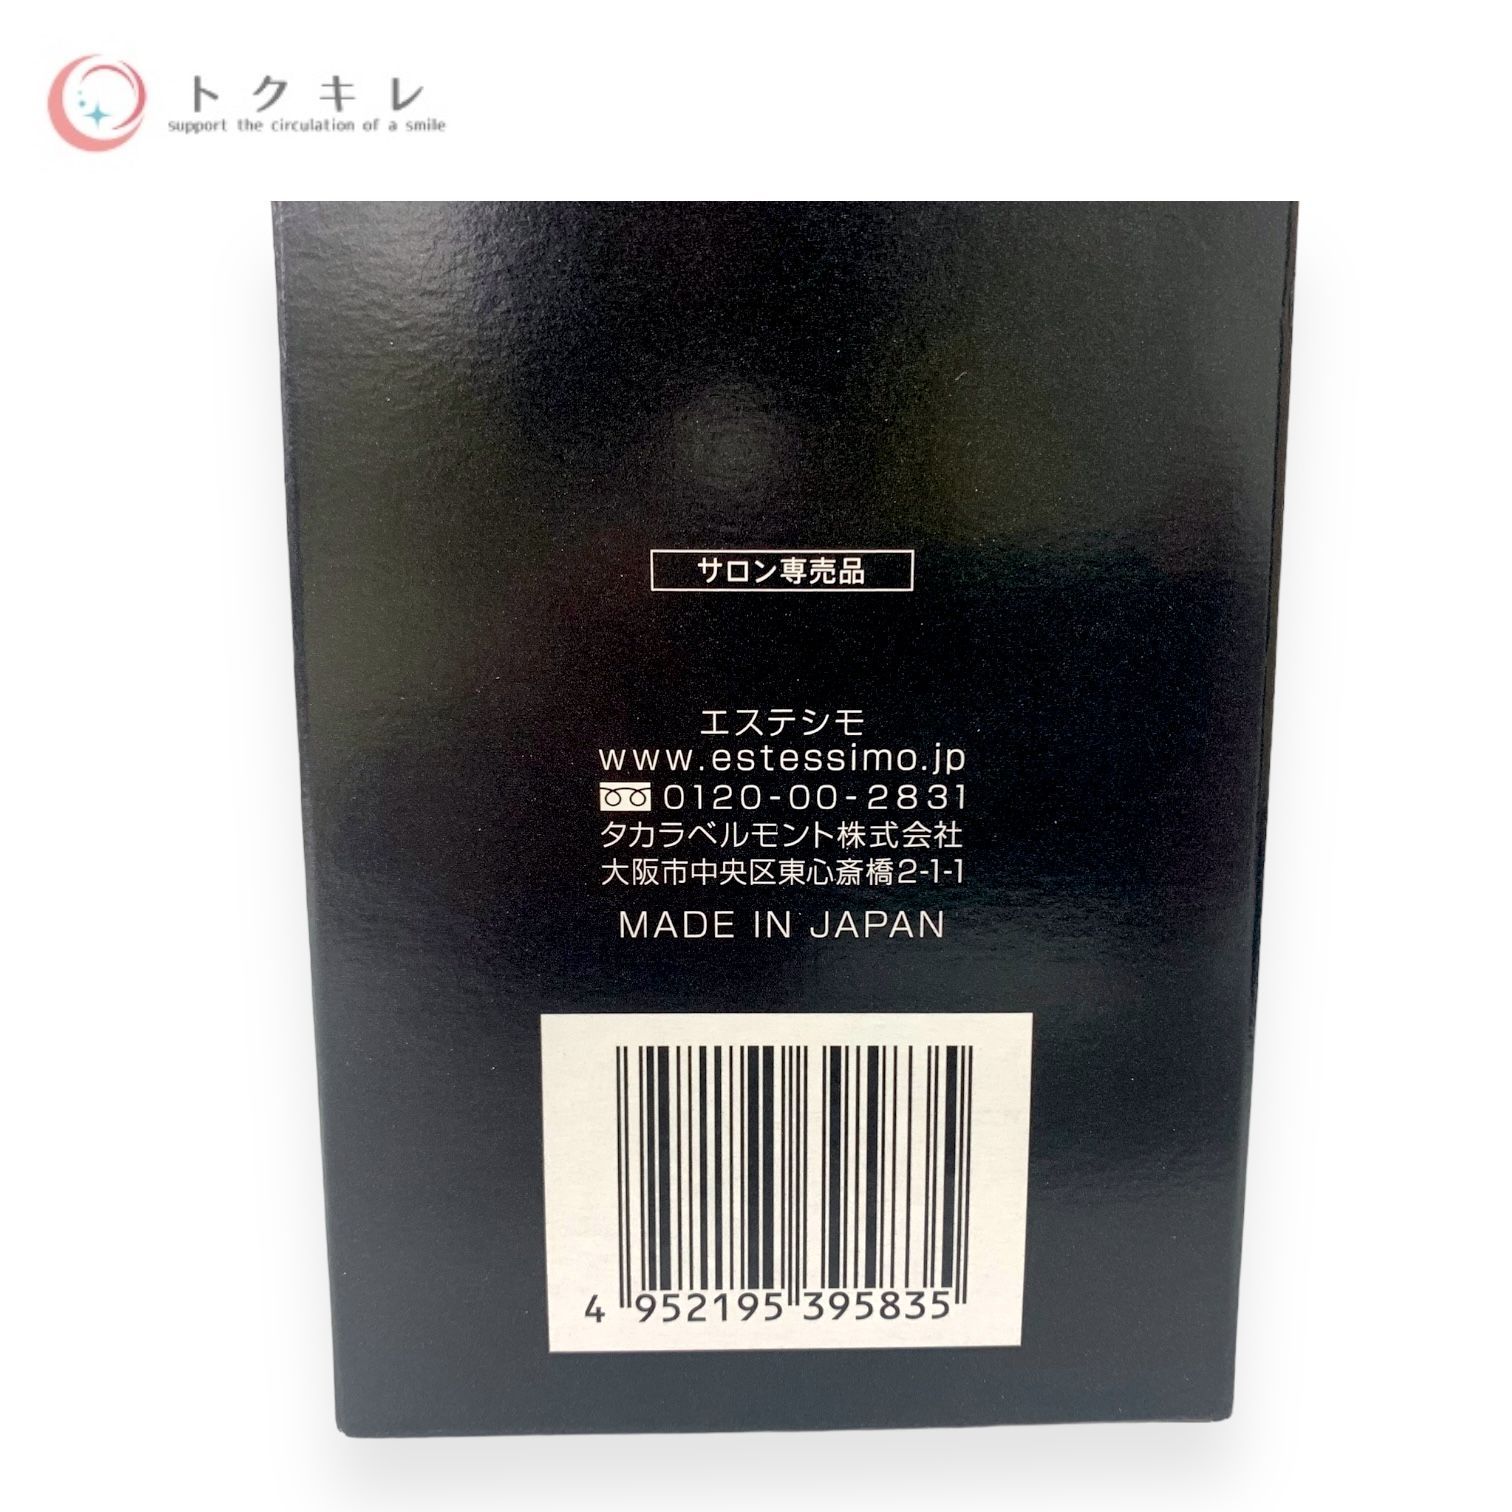 トクキレ
support the circulation of a smile
サロン専売品
エステシモ
www.estessimo.jp
0120-00-2831
タカラベルモント株式会社
大阪市中央区東心斎橋2-1-1
MADE IN JAPAN
4 952195 395835